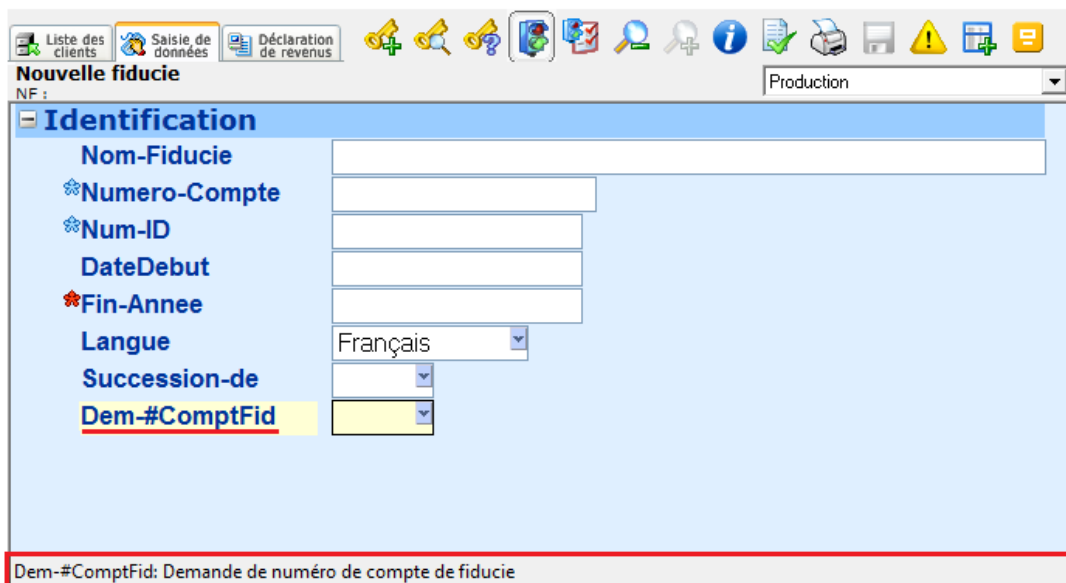 Liste des clients
Saisie de données
Déclaration de revenus
Nouvelle fiducie
Production
NF :
Identification
Nom-Fiducie
Numero-Compte
Num-ID
DateDebut
Fin-Annee
Langue Français
Succession-de
Dem-#ComptFid
Dem-#ComptFid: Demande de numéro de compte de fiducie